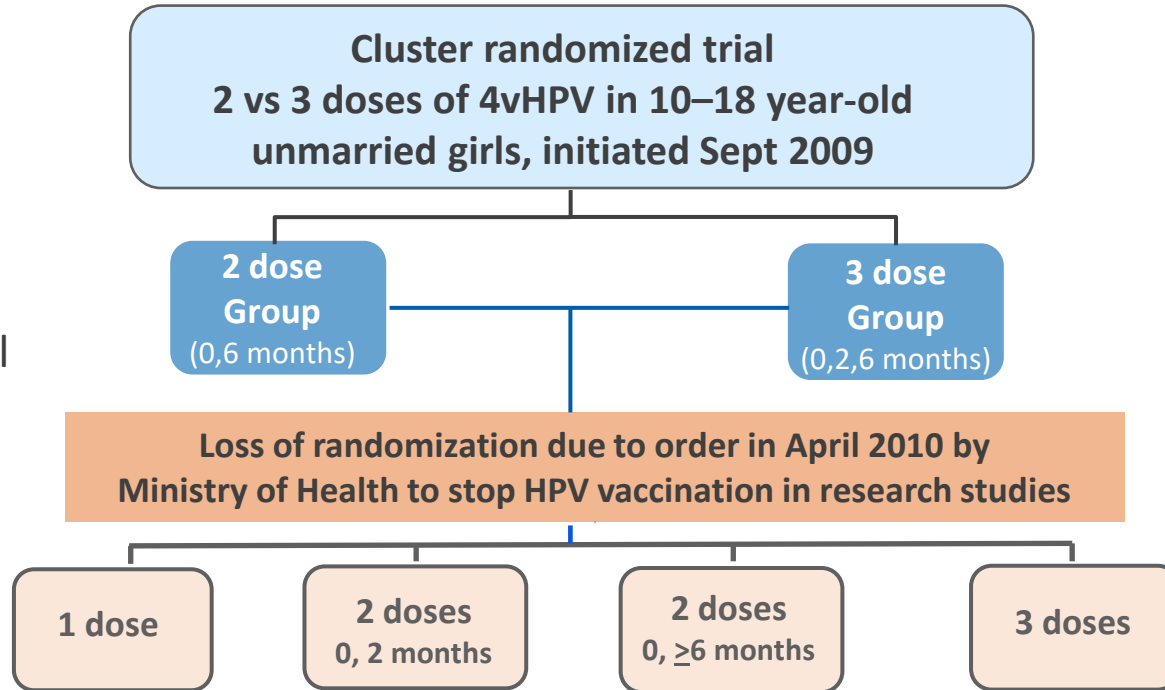 Cluster randomized trial
2 vs 3 doses of 4vHPV in 10–18 year-old
unmarried girls, initiated Sept 2009
2 dose
Group
(0,6 months)
3 dose
Group
(0,2,6 months)
l
Loss of randomization due to order in April 2010 by
Ministry of Health to stop HPV vaccination in research studies
1 dose
2 doses
0, 2 months
2 doses
0, ≥6 months
3 doses